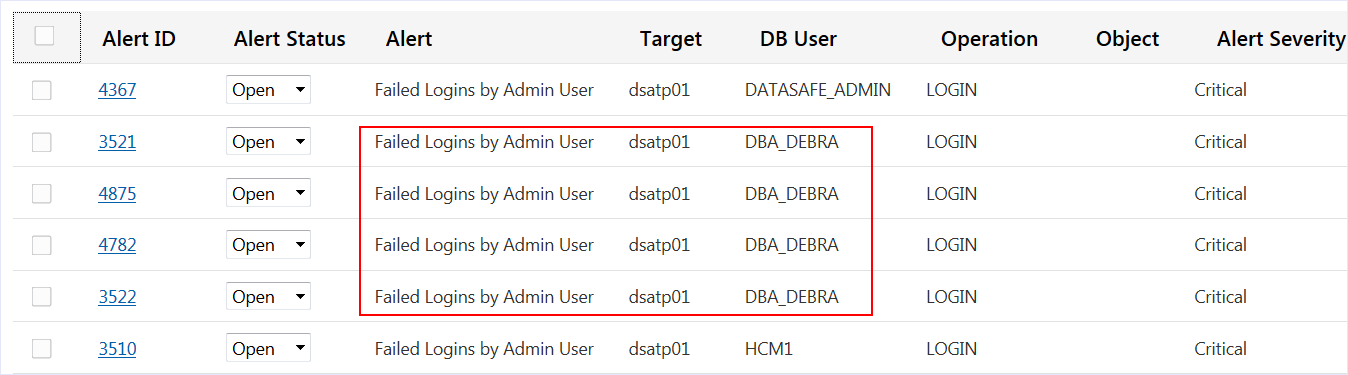 Alert ID Alert Status Alert Target DB User Operation Object Alert Severity
4367 Open Failed Logins by Admin User dsatp01 DATASAFE_ADMIN LOGIN Critical
3521 Open Failed Logins by Admin User dsatp01 DBA_DEBRA LOGIN Critical
4875 Open Failed Logins by Admin User dsatp01 DBA_DEBRA LOGIN Critical
4782 Open Failed Logins by Admin User dsatp01 DBA_DEBRA LOGIN Critical
3522 Open Failed Logins by Admin User dsatp01 DBA_DEBRA LOGIN Critical
3510 Open Failed Logins by Admin User dsatp01 HCM1 LOGIN Critical